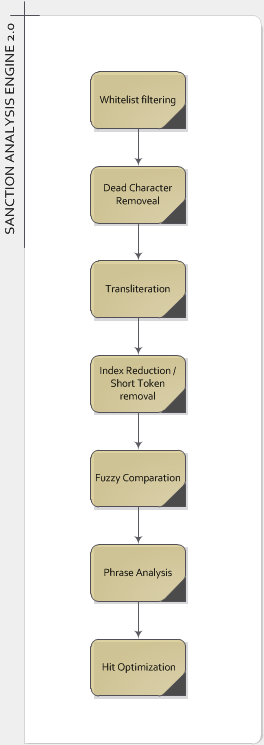 SANCTION ANALYSIS ENGINE 2.0
Whitelist filtering
Dead Character
Removeal
Transliteration
Index Reduction /
Short Token
removal
Fuzzy Comparation
Phrase Analysis
Hit Optimization